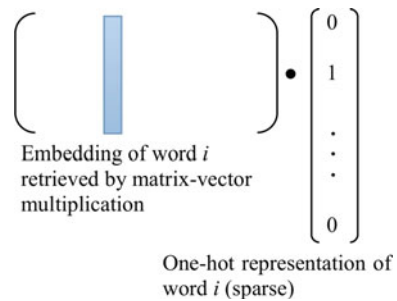 0
1
.
.
.
0
Embedding of word i
retrieved by matrix-vector
multiplication
One-hot representation of
word i (sparse)